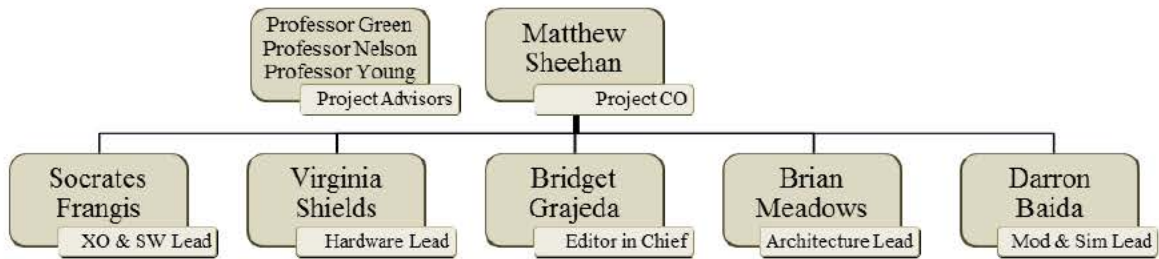 Professor Green
Professor Nelson
Professor Young
Project Advisors
Matthew
Sheehan
Project CO
Socrates
Frangis
XO & SW Lead
Virginia
Shields
Hardware Lead
Bridget
Grajeda
Editor in Chief
Brian
Meadows
Architecture Lead
Darron
Baida
Mod & Sim Lead